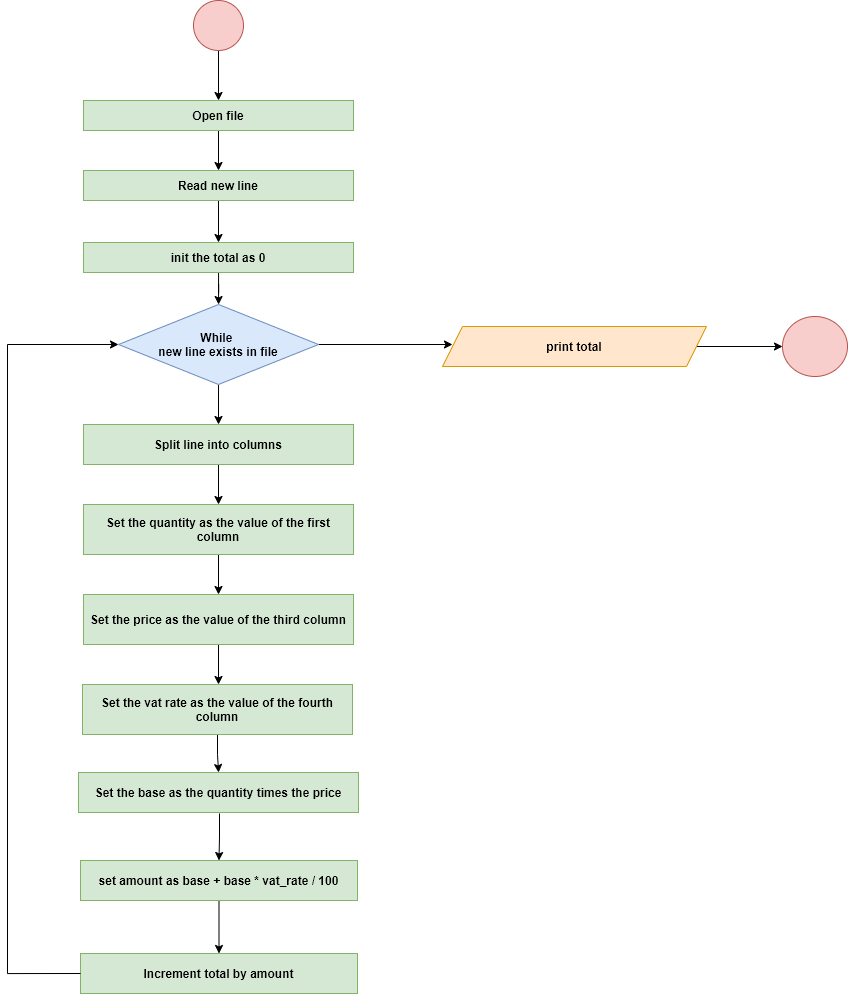 Open file
Read new line
init the total as 0
While
new line exists in file
print total
Split line into columns
Set the quantity as the value of the first
column
Set the price as the value of the third column
Set the vat rate as the value of the fourth
column
Set the base as the quantity times the price
set amount as base + base * vat_rate / 100
Increment total by amount